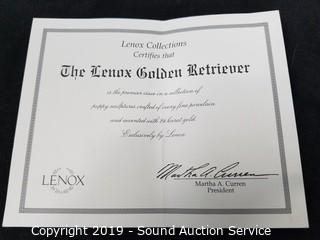 Lenox Collections
Certifies that
The Lenox Golden Retriever
is the premier issue in a collection of
puppy sculptures crafted of ivory fine porcelain
and accented with 24 karat gold.
Exclusively by Lenox
Martha A. Curren
LENOX
Martha A. Curren
President
Copyright 2019 - Sound Auction Service